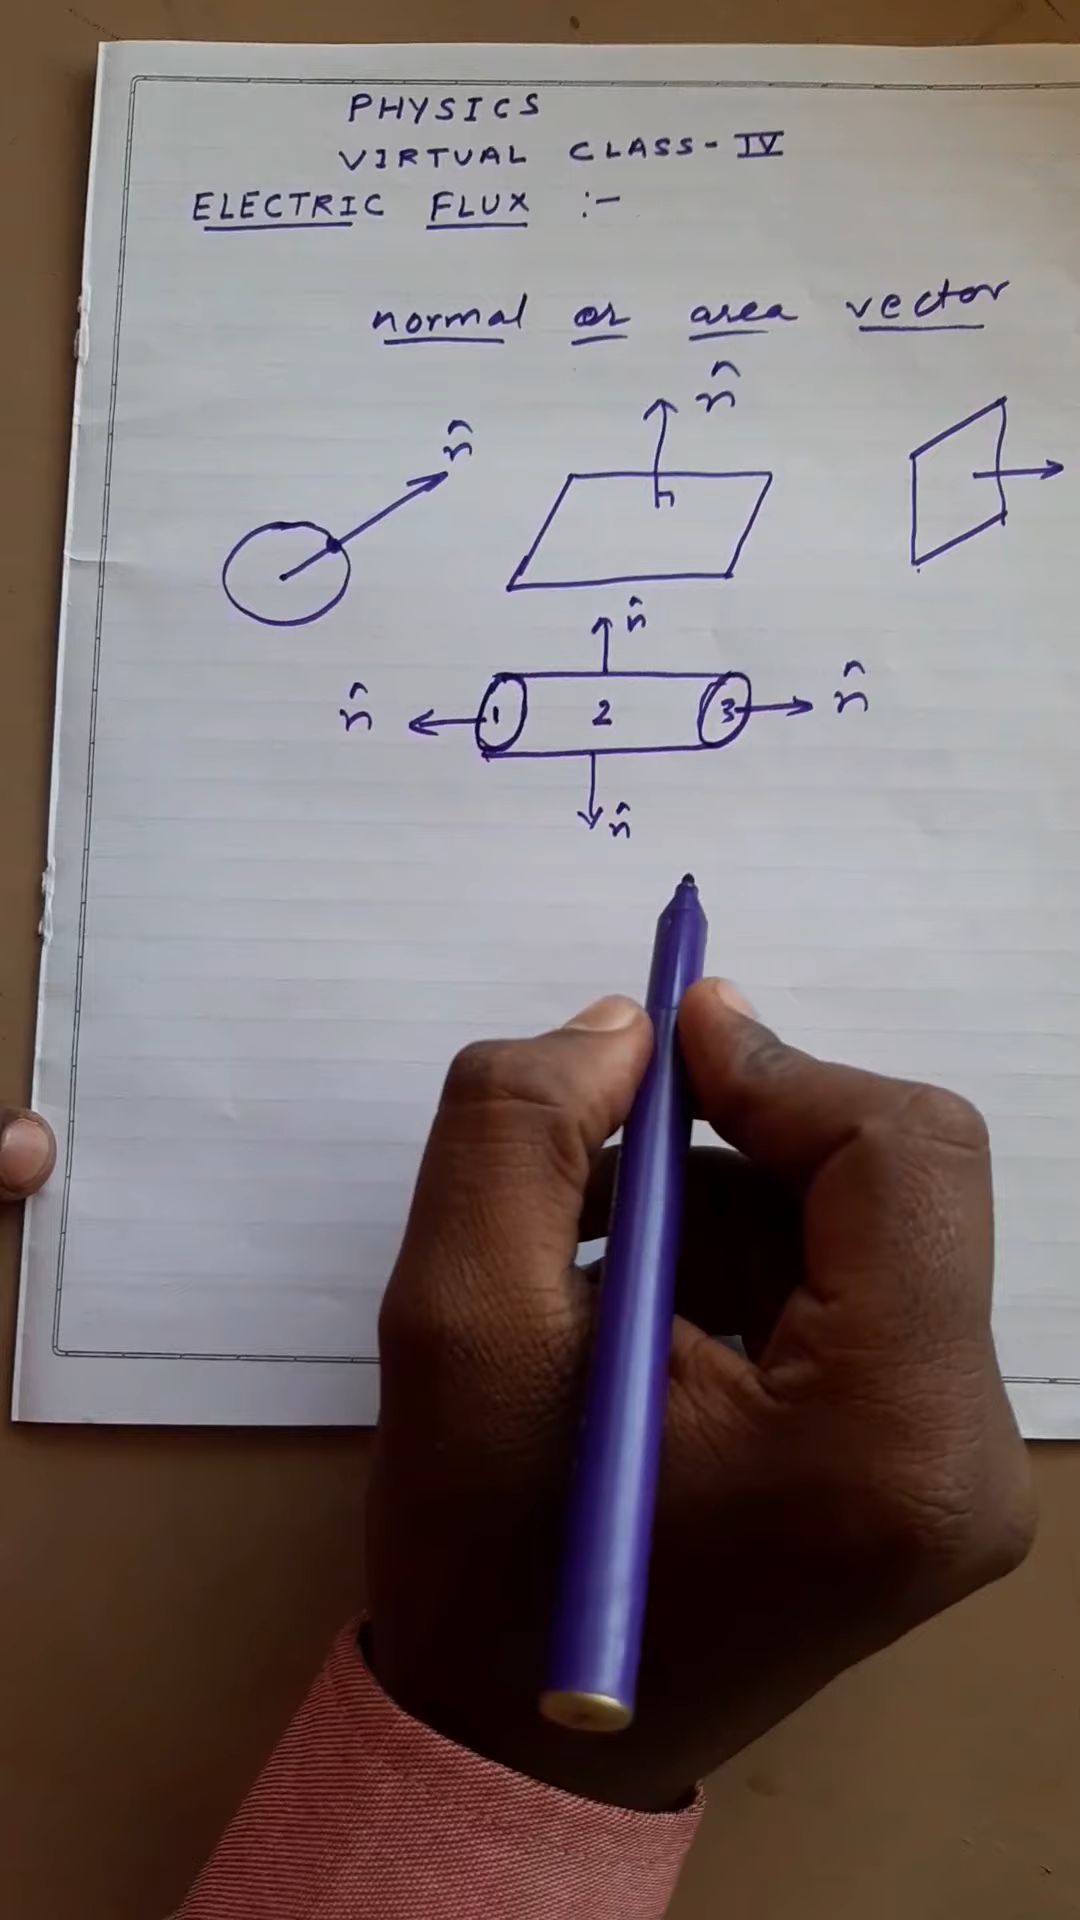 PHYSICS
VIRTUAL CLASS - IV
ELECTRIC FLUX :-
normal or area vector
n̂
n̂
n̂
n̂ 1 2 3 n̂
n̂